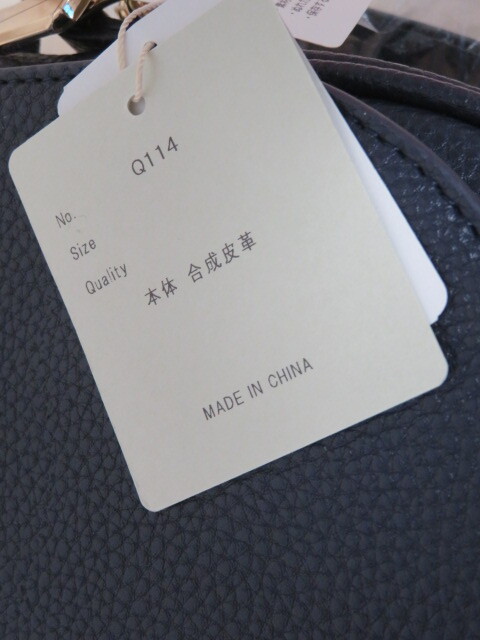 Q114
No.
Size
Quality 本体 合成皮革
MADE IN CHINA